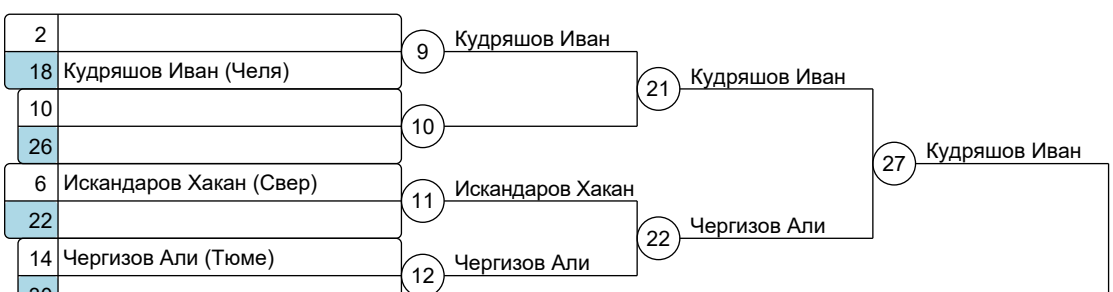 2
9
Кудряшов Иван
18 Кудряшов Иван (Челя)
21
Кудряшов Иван
10
10
26
27
Кудряшов Иван
6 Искандаров Хакан (Свер)
11
Искандаров Хакан
22
22
Чергизов Али
14 Чергизов Али (Тюме)
12
Чергизов Али